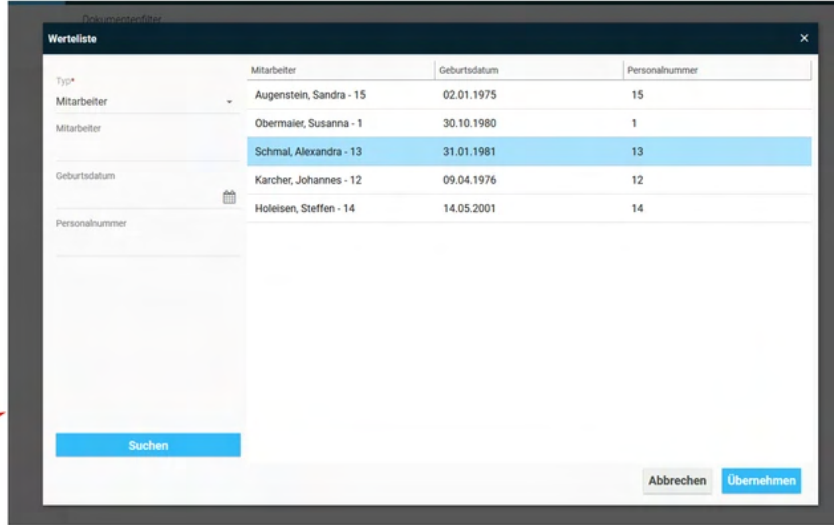 Dokumentenfilter
Werteliste
Typ*
Mitarbeiter
Mitarbeiter
Geburtsdatum
Personalnummer
Suchen
Mitarbeiter Geburtsdatum Personalnummer
Augenstein, Sandra - 15 02.01.1975 15
Obermaier, Susanna - 1 30.10.1980 1
Schmal, Alexandra - 13 31.01.1981 13
Karcher, Johannes - 12 09.04.1976 12
Holeisen, Steffen - 14 14.05.2001 14
Abbrechen Übernehmen